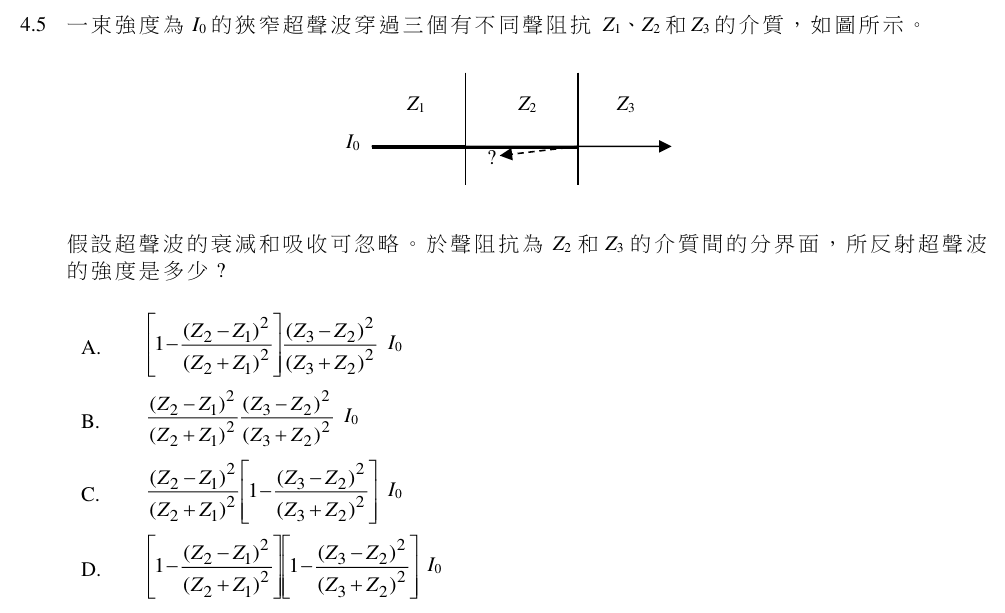 4.5 一束強度為 I₀ 的狹窄超聲波穿過三個有不同聲阻抗 Z₁、Z₂ 和 Z₃ 的介質，如圖所示。
Z₁ Z₂ Z₃
I₀
?
假設超聲波的衰減和吸收可忽略。於聲阻抗為 Z₂ 和 Z₃ 的介質間的分界面，所反射超聲波
的強度是多少？
A. [1−(Z₂−Z₁)²/(Z₂+Z₁)²](Z₃−Z₂)²/(Z₃+Z₂)² I₀
B. (Z₂−Z₁)²/(Z₂+Z₁)² (Z₃−Z₂)²/(Z₃+Z₂)² I₀
C. (Z₂−Z₁)²/(Z₂+Z₁)² [1−(Z₃−Z₂)²/(Z₃+Z₂)²] I₀
D. [1−(Z₂−Z₁)²/(Z₂+Z₁)²][1−(Z₃−Z₂)²/(Z₃+Z₂)²] I₀